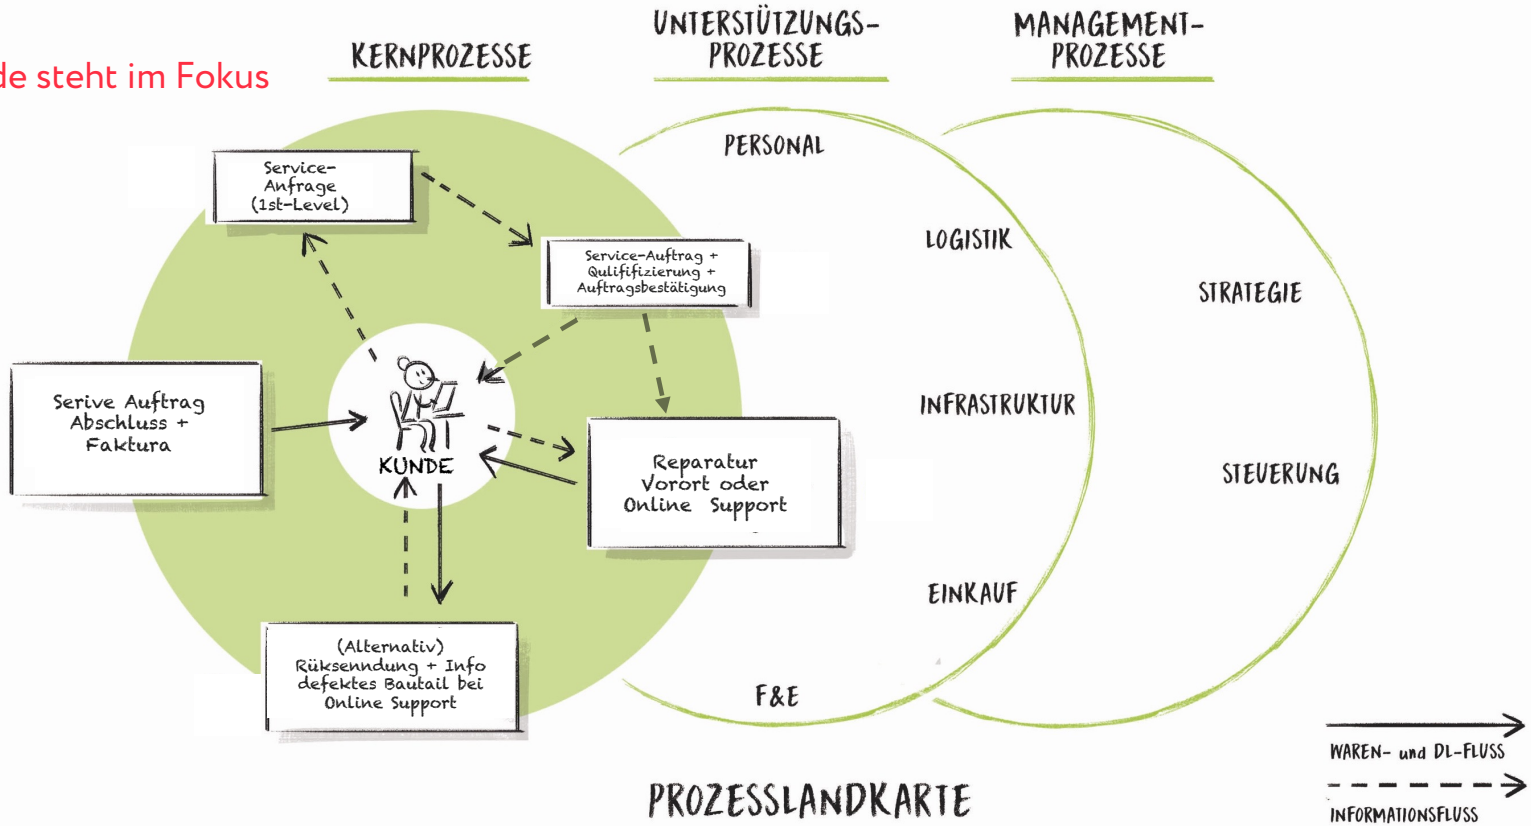 de steht im Fokus
KERNPROZESSE
UNTERSTÜTZUNGS-
PROZESSE
MANAGEMENT-
PROZESSE
Service-
Anfrage
(1st-Level)
Service-Auftrag +
Qulififizierung +
Auftragsbestätigung
Serive Auftrag
Abschluss +
Faktura
KUNDE
Reparatur
Vorort oder
Online Support
(Alternativ)
Rüksenndung + Info
defektes Bautail bei
Online Support
PERSONAL
LOGISTIK
INFRASTRUKTUR
EINKAUF
F&E
STRATEGIE
STEUERUNG
PROZESSLANDKARTE
WAREN- und DL-FLUSS
INFORMATIONSFLUSS